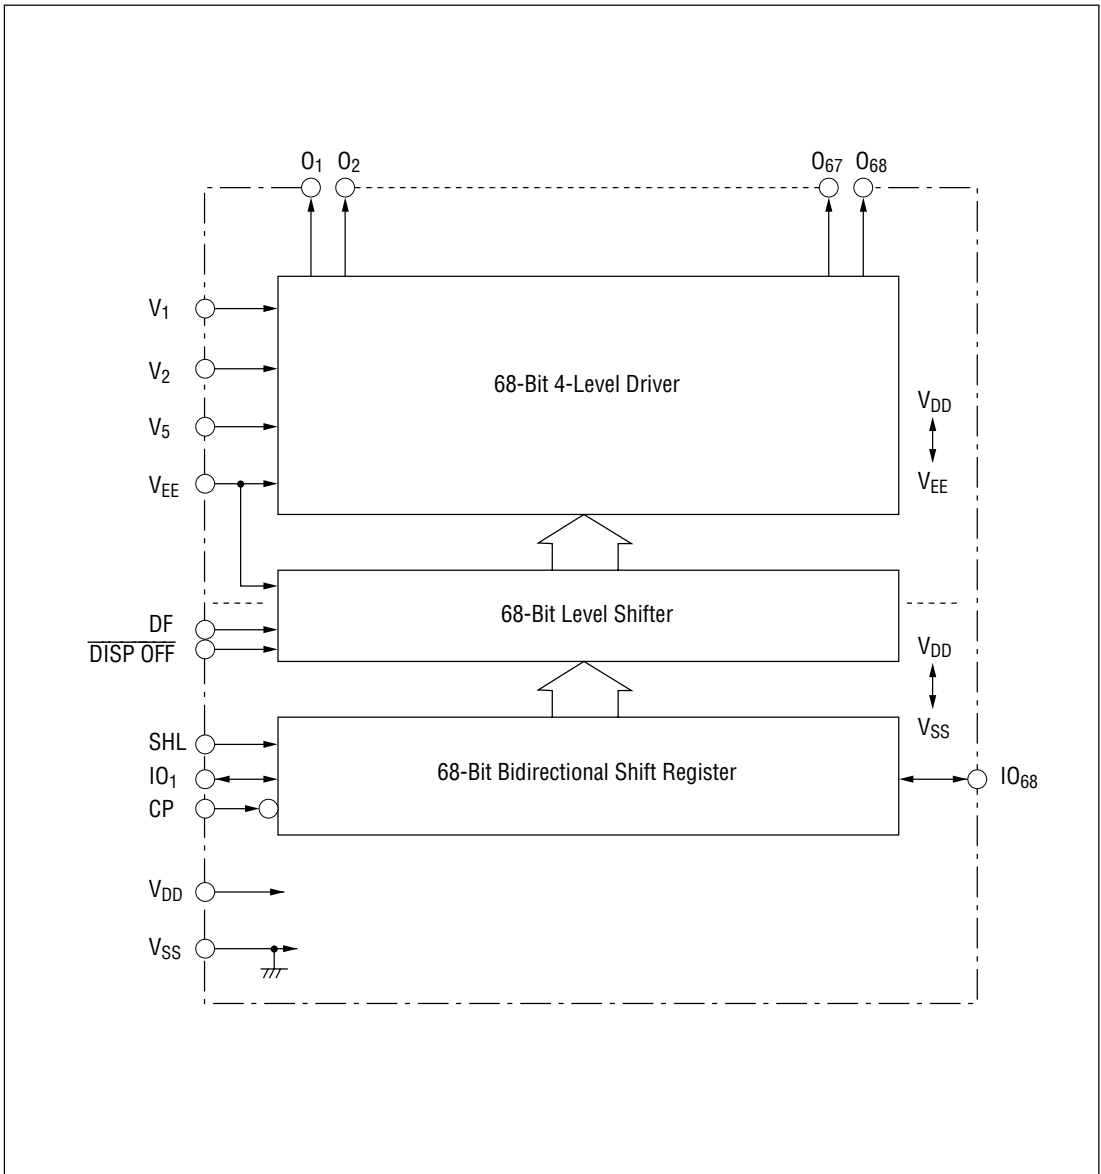 O1 O2 O67 O68
V1
V2
68-Bit 4-Level Driver
VDD
V5
VEE
VEE
68-Bit Level Shifter
DF
DISP OFF
VDD
VSS
SHL
68-Bit Bidirectional Shift Register
IO1
IO68
CP
VDD
VSS